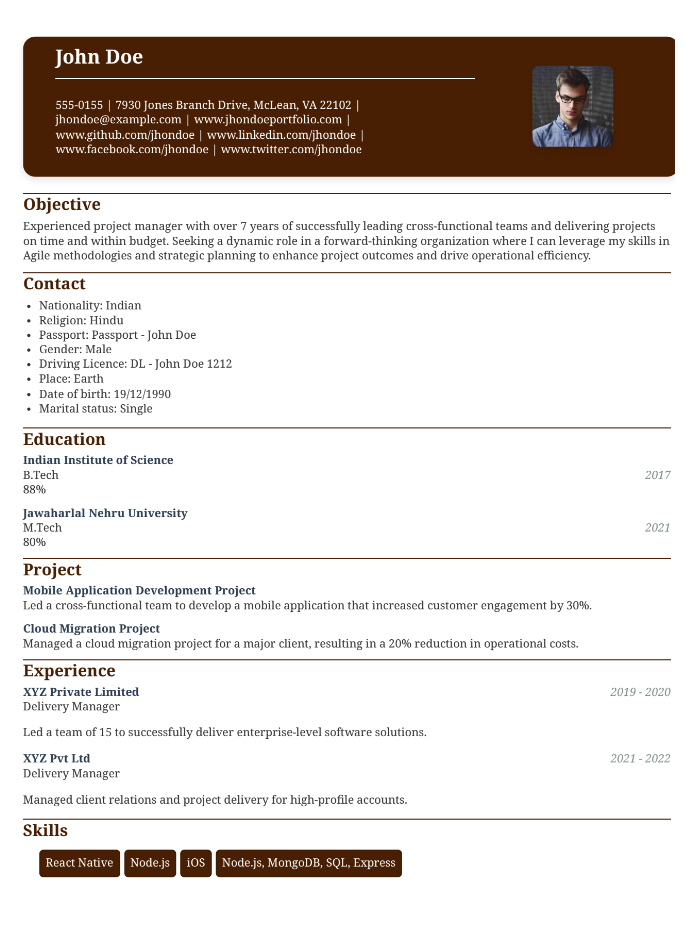 John Doe
555-0155 | 7930 Jones Branch Drive, McLean, VA 22102 |
jhondoe@example.com | www.jhondoeportfolio.com |
www.github.com/jhondoe | www.linkedin.com/jhondoe |
www.facebook.com/jhondoe | www.twitter.com/jhondoe
Objective
Experienced project manager with over 7 years of successfully leading cross-functional teams and delivering projects
on time and within budget. Seeking a dynamic role in a forward-thinking organization where I can leverage my skills in
Agile methodologies and strategic planning to enhance project outcomes and drive operational efficiency.
Contact
• Nationality: Indian
• Religion: Hindu
• Passport: Passport - John Doe
• Gender: Male
• Driving Licence: DL - John Doe 1212
• Place: Earth
• Date of birth: 19/12/1990
• Marital status: Single
Education
Indian Institute of Science
B.Tech 2017
88%
Jawaharlal Nehru University
M.Tech 2021
80%
Project
Mobile Application Development Project
Led a cross-functional team to develop a mobile application that increased customer engagement by 30%.
Cloud Migration Project
Managed a cloud migration project for a major client, resulting in a 20% reduction in operational costs.
Experience
XYZ Private Limited 2019 - 2020
Delivery Manager
Led a team of 15 to successfully deliver enterprise-level software solutions.
XYZ Pvt Ltd 2021 - 2022
Delivery Manager
Managed client relations and project delivery for high-profile accounts.
Skills
React Native Node.js iOS Node.js, MongoDB, SQL, Express